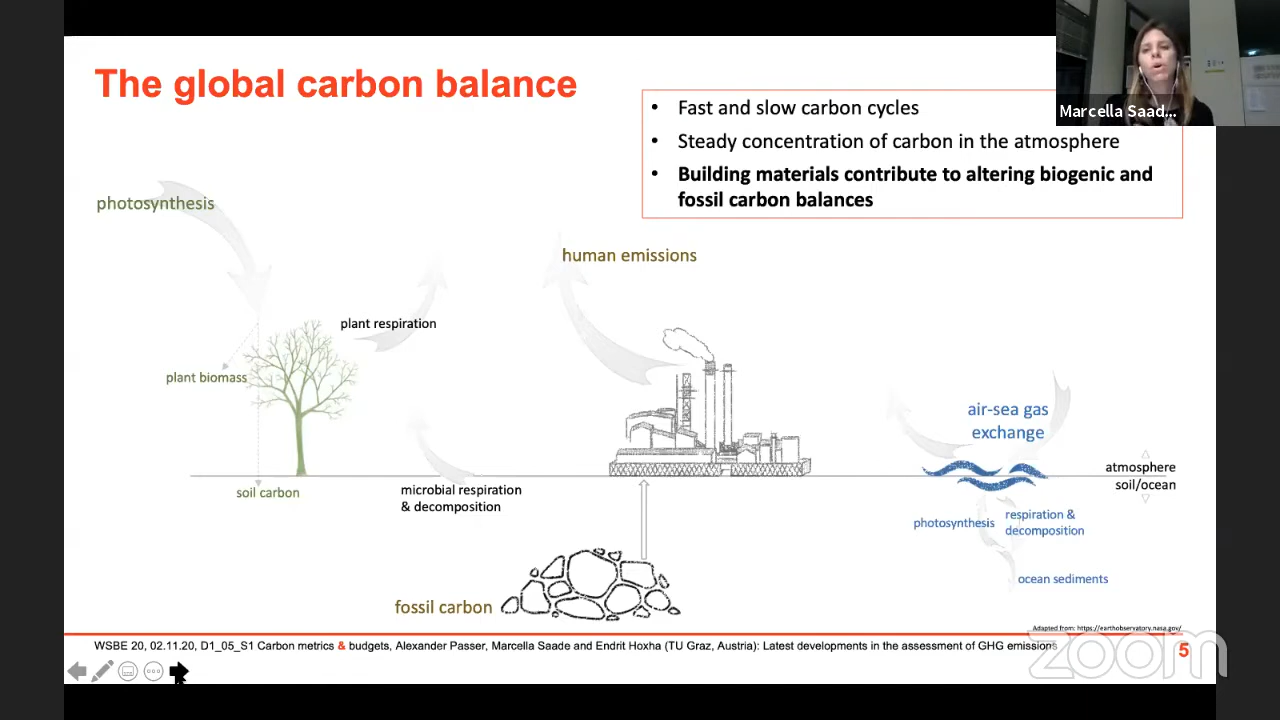 The global carbon balance
• Fast and slow carbon cycles
• Steady concentration of carbon in the atmosphere
• Building materials contribute to altering biogenic and
fossil carbon balances
Marcella Saad...
photosynthesis
human emissions
plant respiration
plant biomass
air-sea gas
exchange
atmosphere
soil/ocean
soil carbon
microbial respiration
& decomposition
photosynthesis
respiration &
decomposition
ocean sediments
fossil carbon
Adapted from: https://earthobservatory.nasa.gov/
WSBE 20, 02.11.20, D1_05_S1 Carbon metrics & budgets, Alexander Passer, Marcella Saade and Endrit Hoxha (TU Graz, Austria): Latest developments in the assessment of GHG emissions
5
zoom